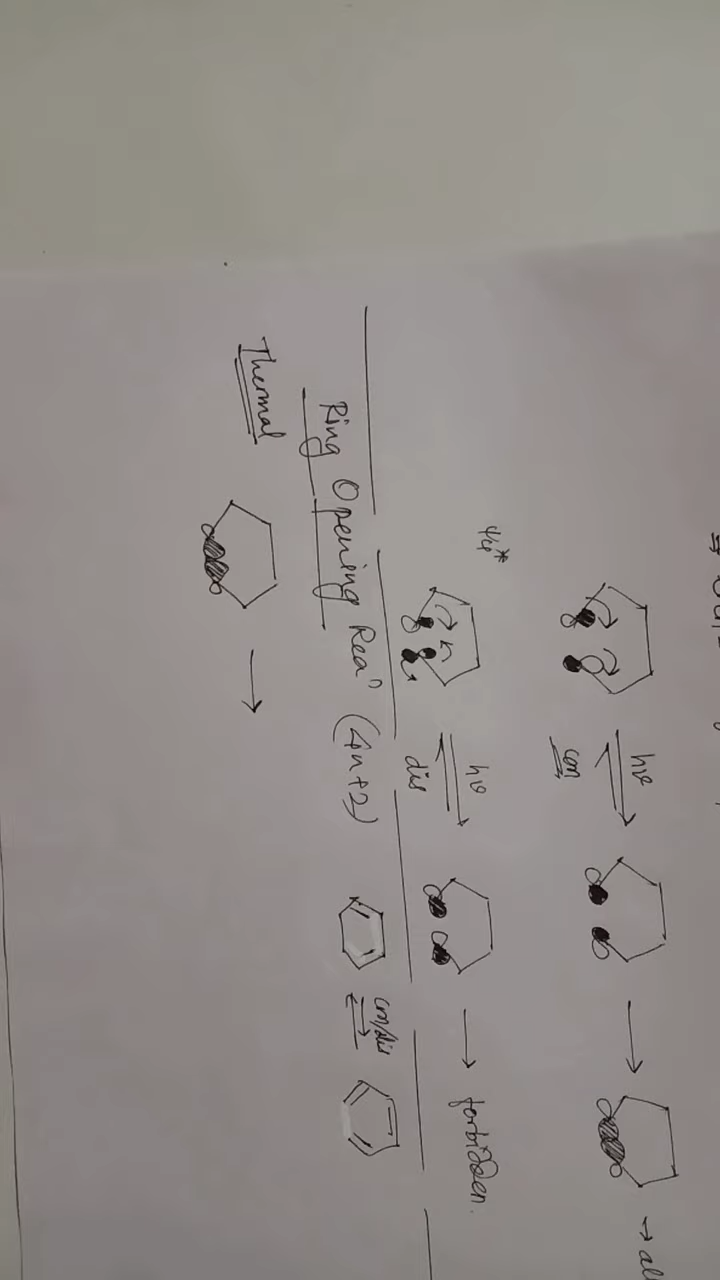 hν
con
→ al
ψ4*
hν
dis
→ forbidden.
Ring Opening Reaⁿ (4n+2)
con/dis
Thermal